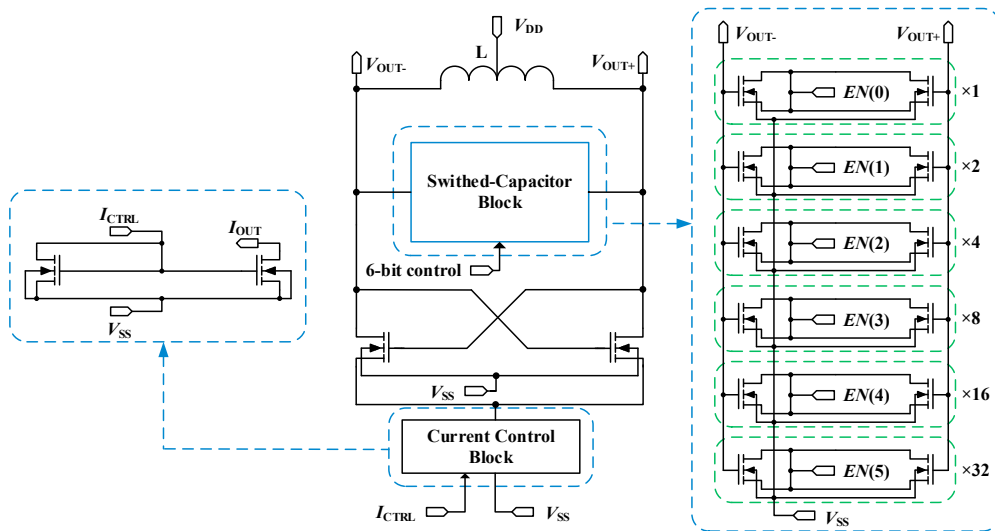 VDD
L
VOUT-
VOUT+
Swithed-Capacitor
Block
6-bit control
VSS
Current Control
Block
ICTRL
VSS
ICTRL
IOUT
VSS
VOUT-
VOUT+
EN(0)
×1
EN(1)
×2
EN(2)
×4
EN(3)
×8
EN(4)
×16
EN(5)
×32
VSS